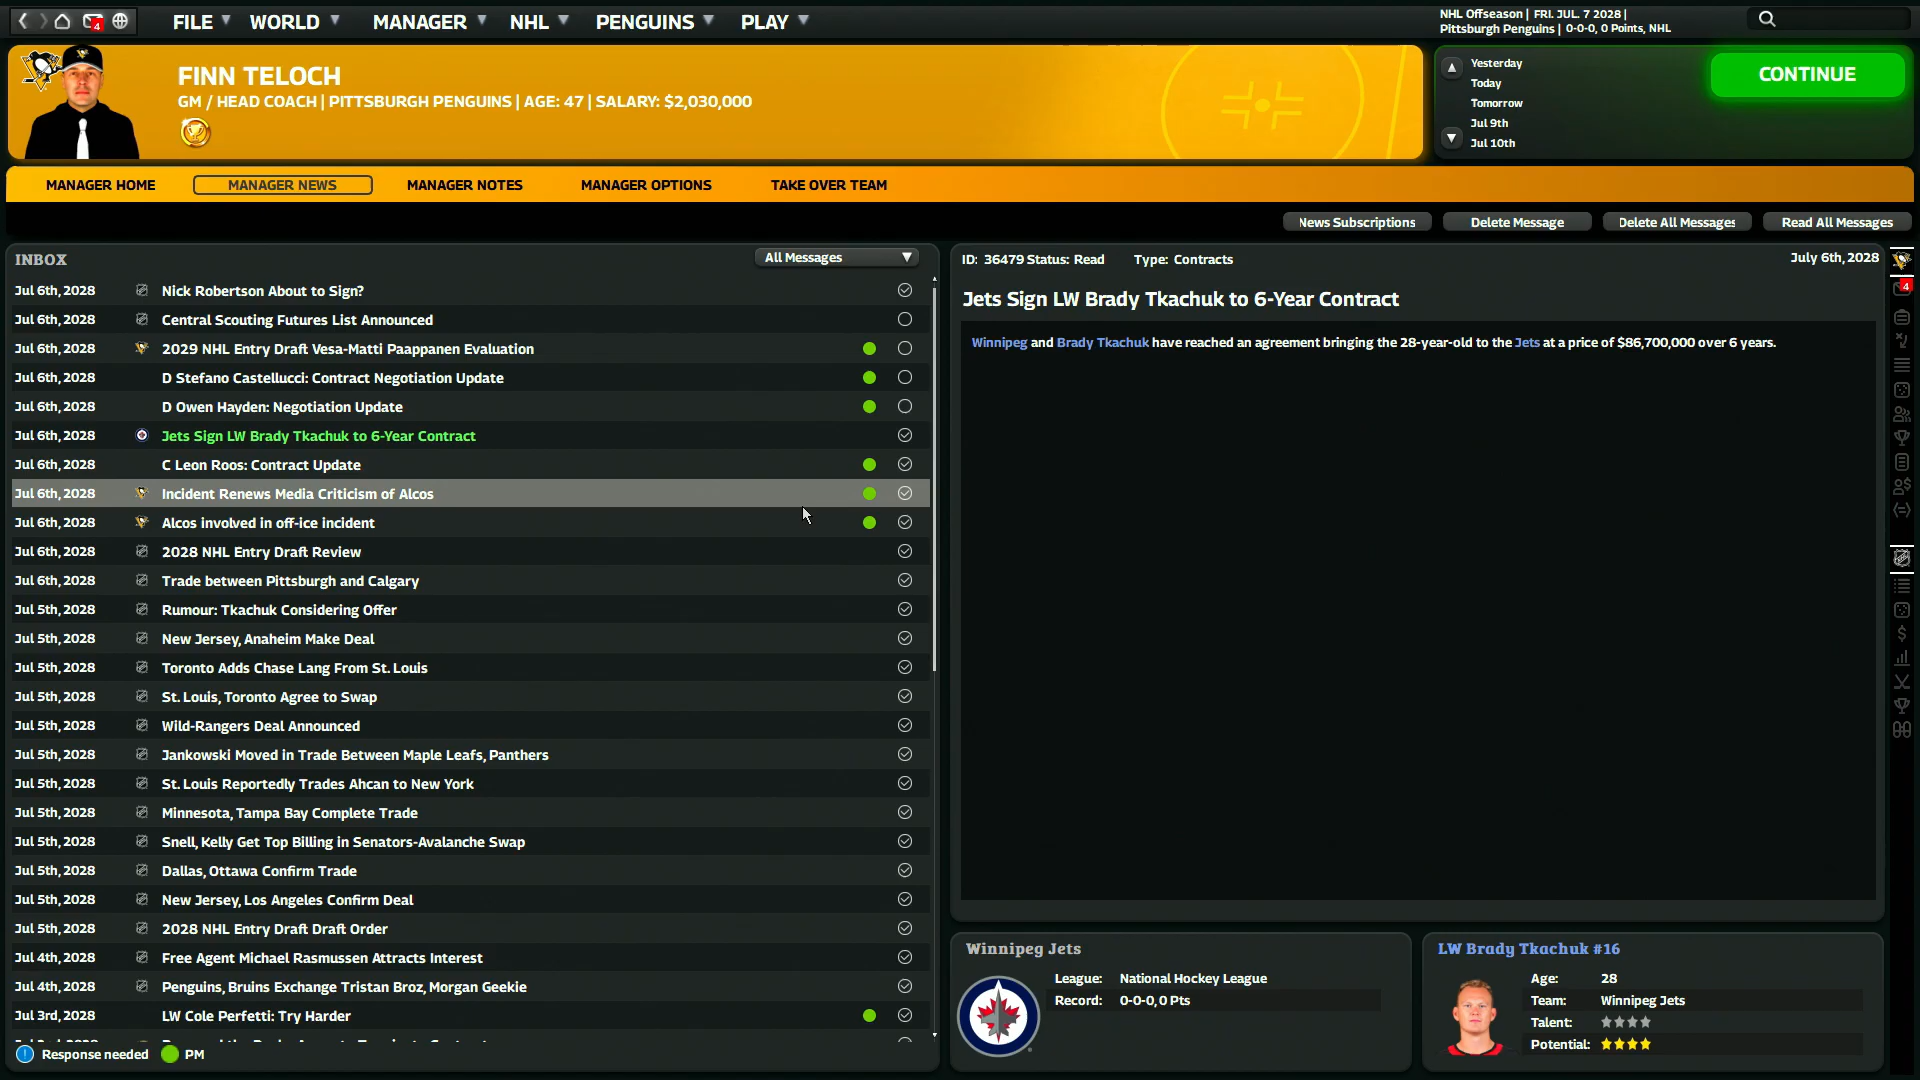 4
FILE
WORLD
MANAGER
NHL
PENGUINS
PLAY
NHL Offseason | FRI. JUL. 7 2028 |
Pittsburgh Penguins | 0-0-0, 0 Points, NHL
FINN TELOCH
GM / HEAD COACH | PITTSBURGH PENGUINS | AGE: 47 | SALARY: $2,030,000
Yesterday
Today
Tomorrow
Jul 9th
Jul 10th
CONTINUE
MANAGER HOME
MANAGER NEWS
MANAGER NOTES
MANAGER OPTIONS
TAKE OVER TEAM
News Subscriptions
Delete Message
Delete All Messages
Read All Messages
INBOX
All Messages
Jul 6th, 2028 Nick Robertson About to Sign?
Jul 6th, 2028 Central Scouting Futures List Announced
Jul 6th, 2028 2029 NHL Entry Draft Vesa-Matti Paappanen Evaluation
Jul 6th, 2028 D Stefano Castellucci: Contract Negotiation Update
Jul 6th, 2028 D Owen Hayden: Negotiation Update
Jul 6th, 2028 Jets Sign LW Brady Tkachuk to 6-Year Contract
Jul 6th, 2028 C Leon Roos: Contract Update
Jul 6th, 2028 Incident Renews Media Criticism of Alcos
Jul 6th, 2028 Alcos involved in off-ice incident
Jul 6th, 2028 2028 NHL Entry Draft Review
Jul 6th, 2028 Trade between Pittsburgh and Calgary
Jul 5th, 2028 Rumour: Tkachuk Considering Offer
Jul 5th, 2028 New Jersey, Anaheim Make Deal
Jul 5th, 2028 Toronto Adds Chase Lang From St. Louis
Jul 5th, 2028 St. Louis, Toronto Agree to Swap
Jul 5th, 2028 Wild-Rangers Deal Announced
Jul 5th, 2028 Jankowski Moved in Trade Between Maple Leafs, Panthers
Jul 5th, 2028 St. Louis Reportedly Trades Ahcan to New York
Jul 5th, 2028 Minnesota, Tampa Bay Complete Trade
Jul 5th, 2028 Snell, Kelly Get Top Billing in Senators-Avalanche Swap
Jul 5th, 2028 Dallas, Ottawa Confirm Trade
Jul 5th, 2028 New Jersey, Los Angeles Confirm Deal
Jul 5th, 2028 2028 NHL Entry Draft Draft Order
Jul 4th, 2028 Free Agent Michael Rasmussen Attracts Interest
Jul 4th, 2028 Penguins, Bruins Exchange Tristan Broz, Morgan Geekie
Jul 3rd, 2028 LW Cole Perfetti: Try Harder
Response needed
PM
ID: 36479 Status: Read Type: Contracts July 6th, 2028
Jets Sign LW Brady Tkachuk to 6-Year Contract
Winnipeg and Brady Tkachuk have reached an agreement bringing the 28-year-old to the Jets at a price of $86,700,000 over 6 years.
4
Winnipeg Jets
League: National Hockey League
Record: 0-0-0, 0 Pts
LW Brady Tkachuk #16
Age: 28
Team: Winnipeg Jets
Talent:
Potential: